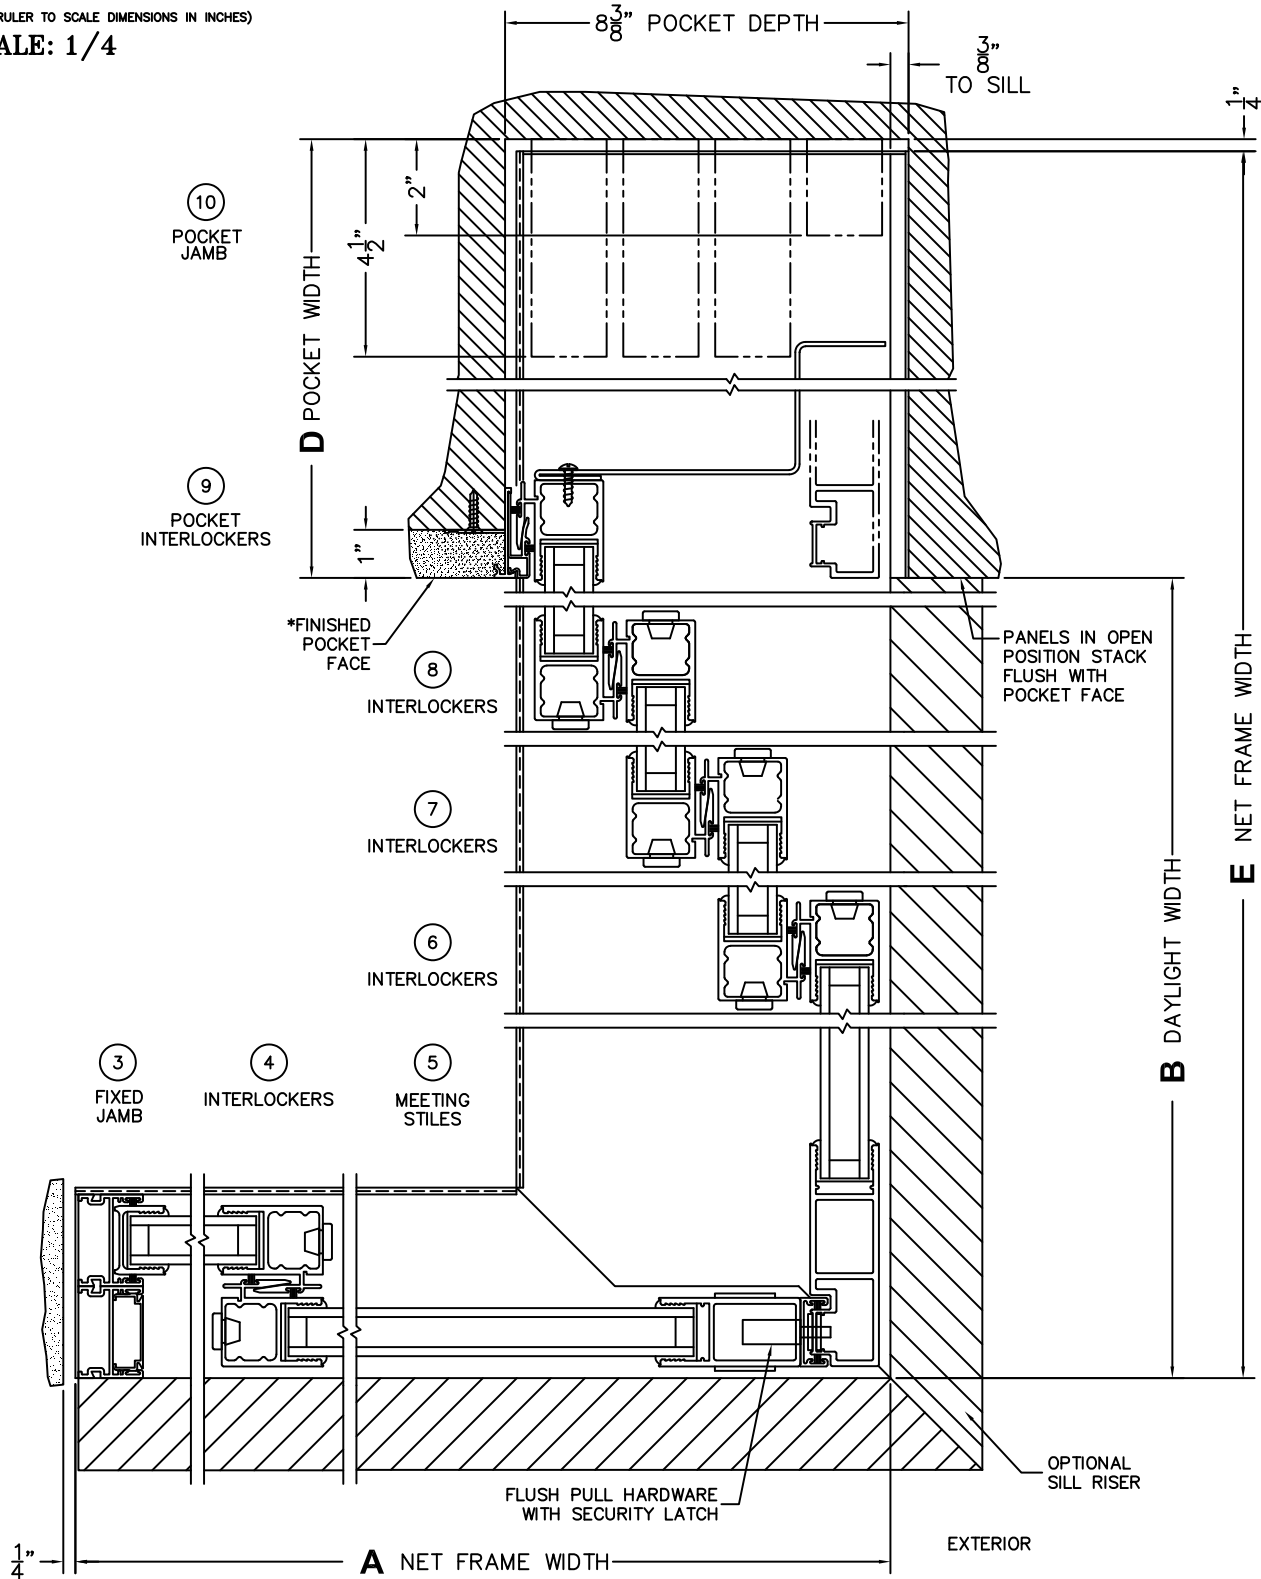 RULER TO SCALE DIMENSIONS IN INCHES)
ALE: 1/4
8 3/8" POCKET DEPTH
3/8"
TO SILL
1/4"
10
POCKET
JAMB
2"
4 1/2"
D POCKET WIDTH
9
POCKET
INTERLOCKERS
1"
*FINISHED
POCKET
FACE
8
INTERLOCKERS
PANELS IN OPEN
POSITION STACK
FLUSH WITH
POCKET FACE
E NET FRAME WIDTH
7
INTERLOCKERS
6
INTERLOCKERS
B DAYLIGHT WIDTH
3
FIXED
JAMB
4
INTERLOCKERS
5
MEETING
STILES
OPTIONAL
SILL RISER
FLUSH PULL HARDWARE
WITH SECURITY LATCH
EXTERIOR
1/4"
A NET FRAME WIDTH